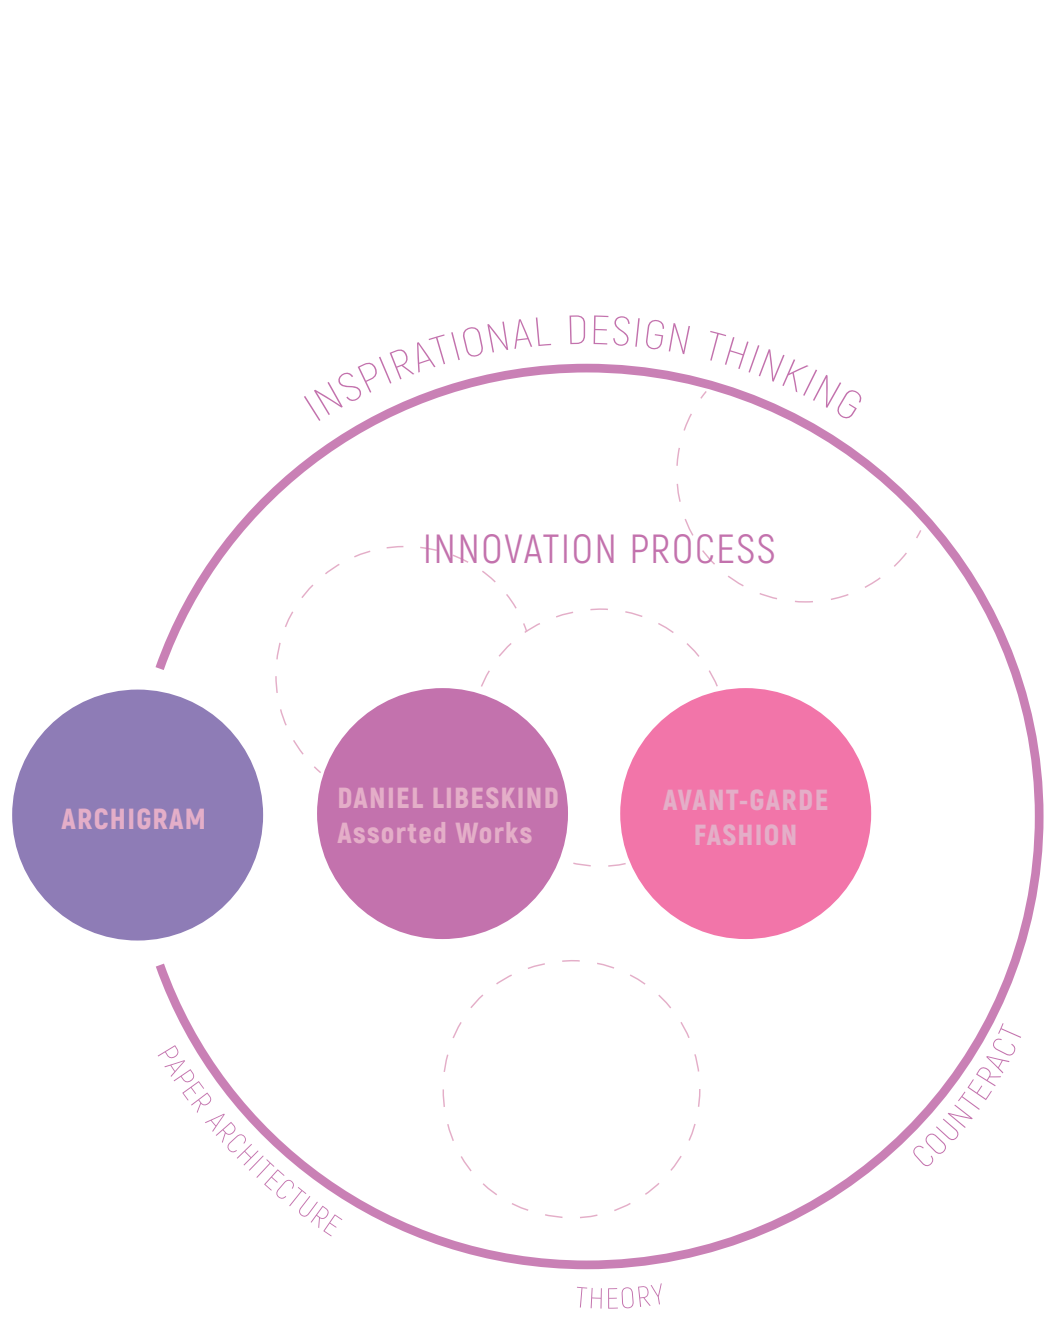 INSPIRATIONAL DESIGN THINKING
INNOVATION PROCESS
ARCHIGRAM
DANIEL LIBESKIND
Assorted Works
AVANT-GARDE
FASHION
PAPER ARCHITECTURE
COUNTERACT
THEORY